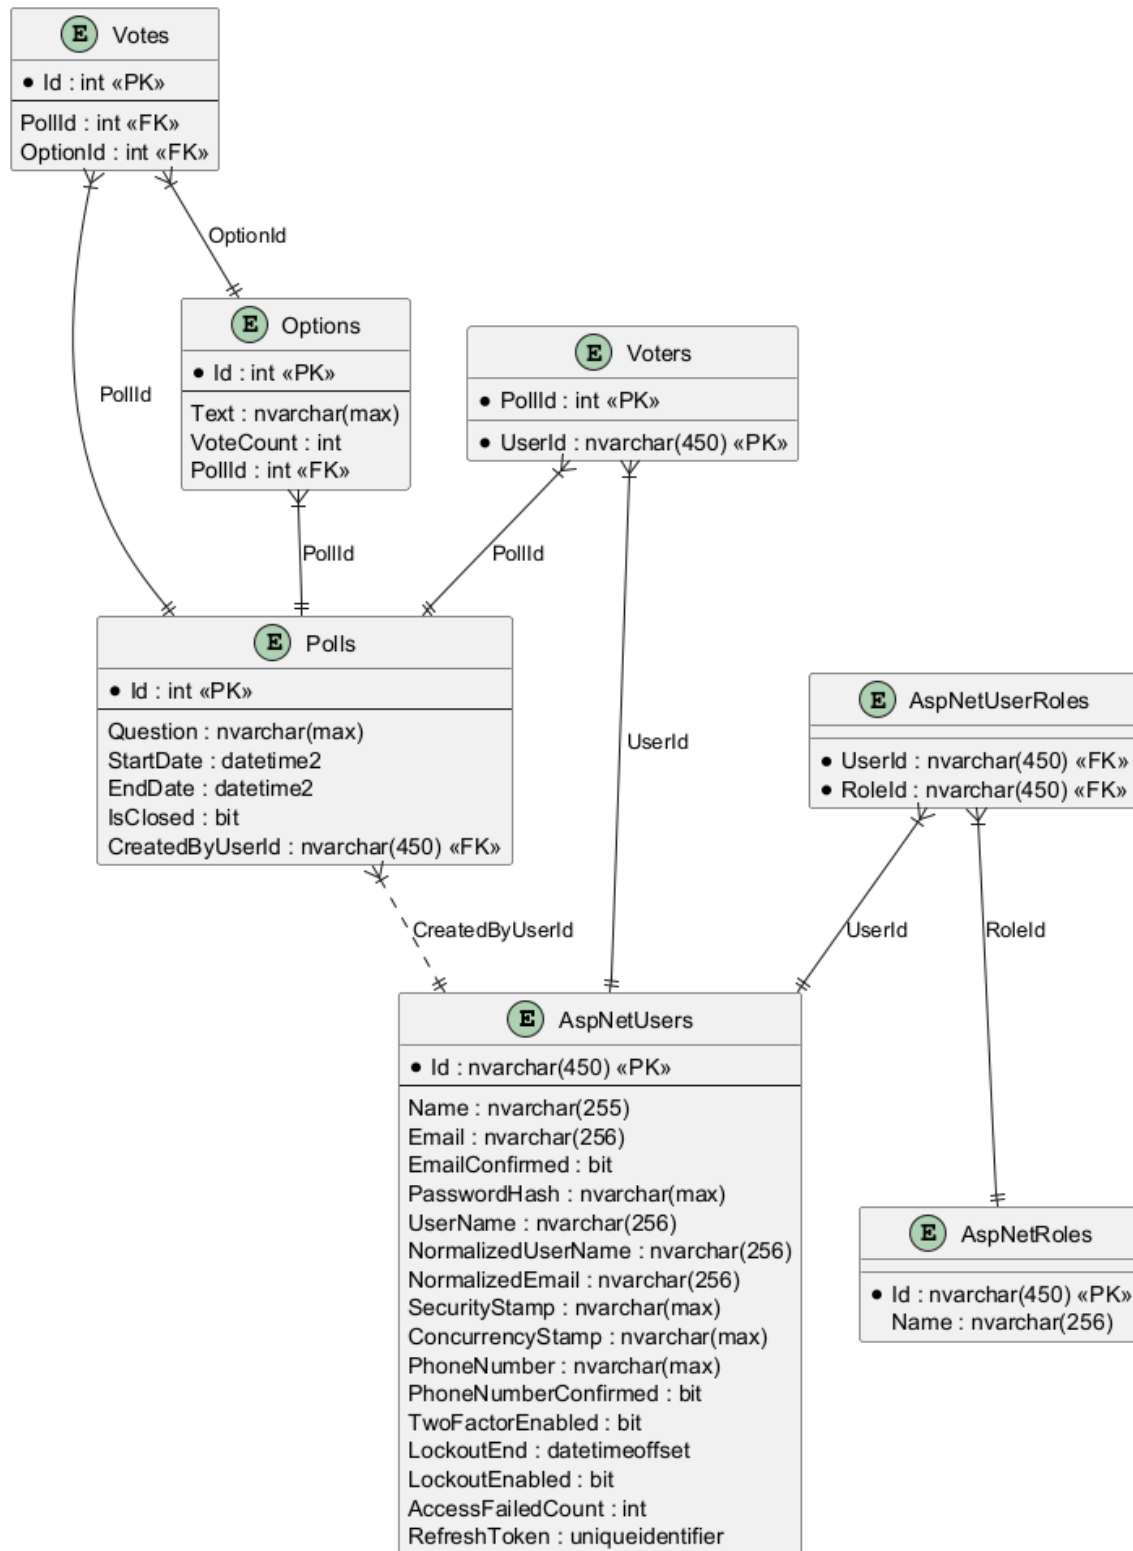 E Votes
Id : int «PK»
PollId : int «FK»
OptionId : int «FK»
OptionId
PollId
E Options
Id : int «PK»
Text : nvarchar(max)
VoteCount : int
PollId : int «FK»
E Voters
PollId : int «PK»
UserId : nvarchar(450) «PK»
PollId
PollId
UserId
E Polls
Id : int «PK»
Question : nvarchar(max)
StartDate : datetime2
EndDate : datetime2
IsClosed : bit
CreatedByUserId : nvarchar(450) «FK»
E AspNetUserRoles
UserId : nvarchar(450) «FK»
RoleId : nvarchar(450) «FK»
CreatedByUserId
UserId
RoleId
E AspNetUsers
Id : nvarchar(450) «PK»
Name : nvarchar(255)
Email : nvarchar(256)
EmailConfirmed : bit
PasswordHash : nvarchar(max)
UserName : nvarchar(256)
NormalizedUserName : nvarchar(256)
NormalizedEmail : nvarchar(256)
SecurityStamp : nvarchar(max)
ConcurrencyStamp : nvarchar(max)
PhoneNumber : nvarchar(max)
PhoneNumberConfirmed : bit
TwoFactorEnabled : bit
LockoutEnd : datetimeoffset
LockoutEnabled : bit
AccessFailedCount : int
RefreshToken : uniqueidentifier
E AspNetRoles
Id : nvarchar(450) «PK»
Name : nvarchar(256)